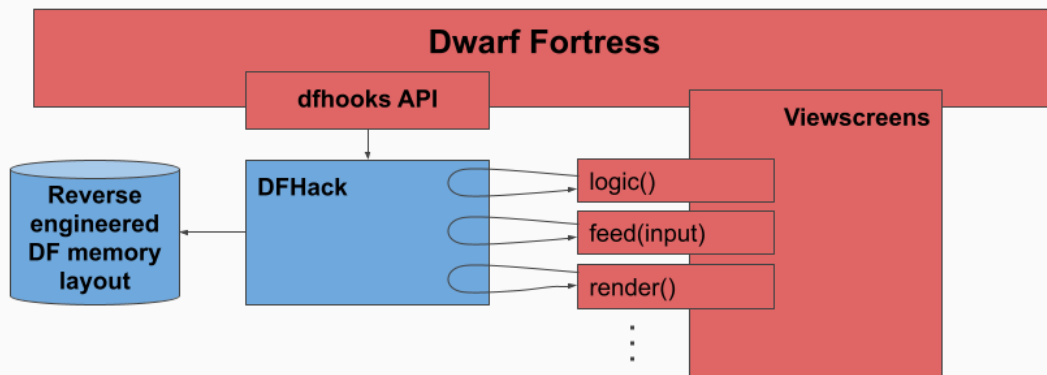 Dwarf Fortress
dfhooks API
Viewscreens
Reverse
engineered
DF memory
layout
DFHack
logic()
feed(input)
render()